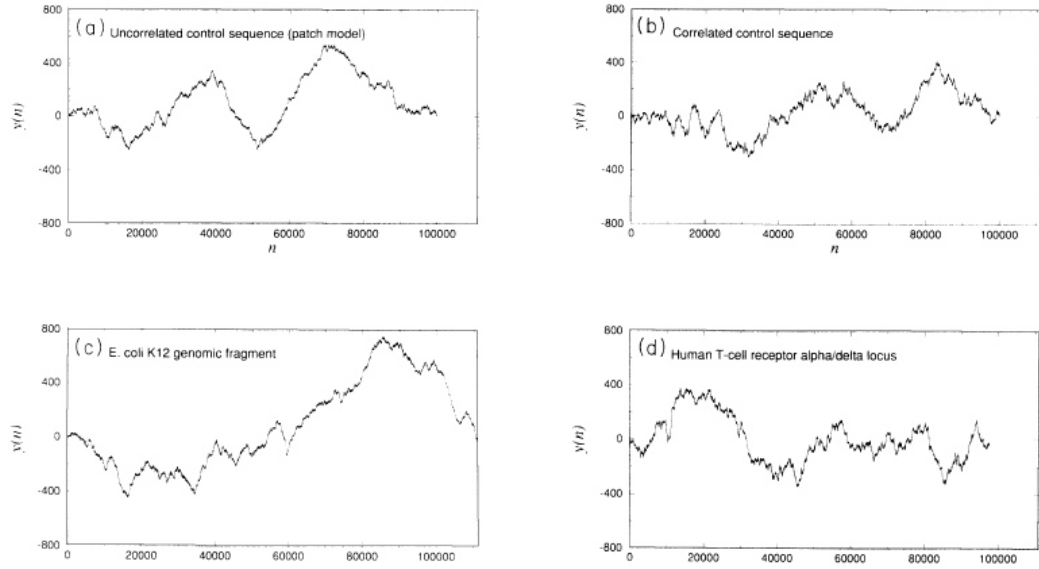 (a) Uncorrelated control sequence (patch model)
800
400
0
-400
-800
y(n)
0 20000 40000 60000 80000 100000
n
(b) Correlated control sequence
800
400
0
-400
-800
y(n)
0 20000 40000 60000 80000 100000
n
(c) E. coli K12 genomic fragment
800
400
0
-400
-800
y(n)
0 20000 40000 60000 80000 100000
(d) Human T-cell receptor alpha/delta locus
800
400
0
-400
-800
y(n)
0 20000 40000 60000 80000 100000